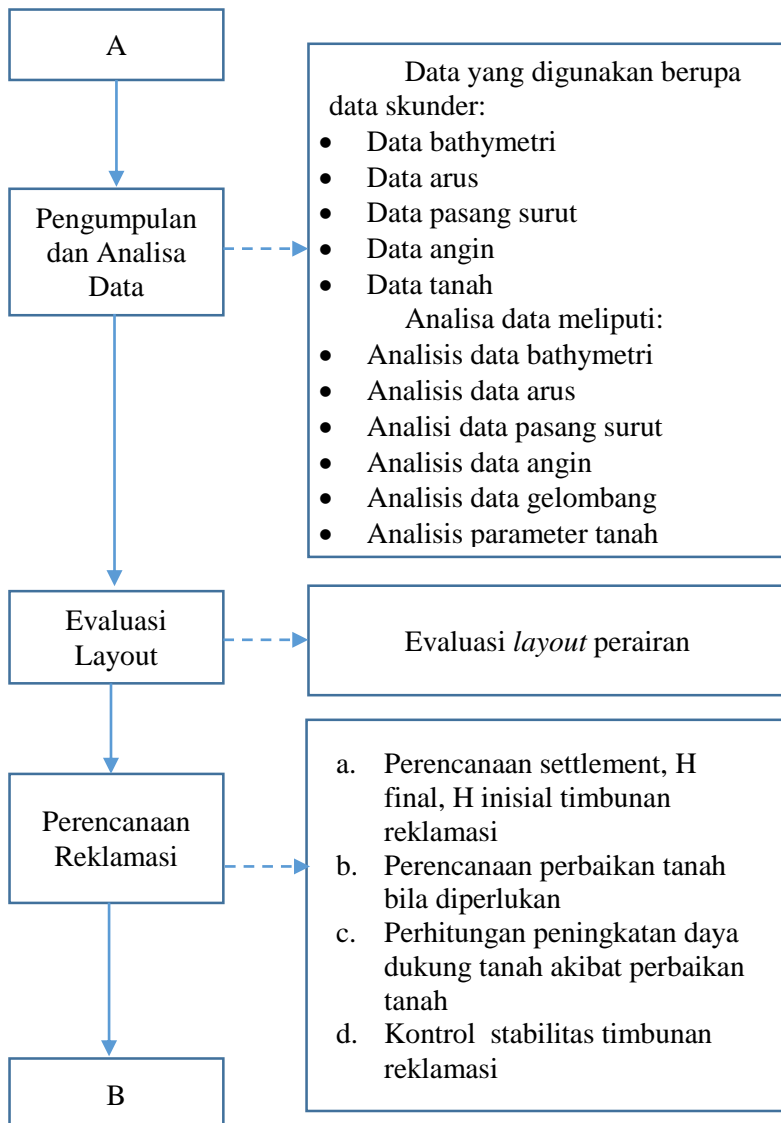 A
Data yang digunakan berupa
data skunder:
• Data bathymetri
• Data arus
• Data pasang surut
• Data angin
• Data tanah
Analisa data meliputi:
• Analisis data bathymetri
• Analisis data arus
• Analisi data pasang surut
• Analisis data angin
• Analisis data gelombang
• Analisis parameter tanah
Pengumpulan
dan Analisa
Data
Evaluasi
Layout
Evaluasi layout perairan
Perencanaan
Reklamasi
a. Perencanaan settlement, H
final, H inisial timbunan
reklamasi
b. Perencanaan perbaikan tanah
bila diperlukan
c. Perhitungan peningkatan daya
dukung tanah akibat perbaikan
tanah
d. Kontrol stabilitas timbunan
reklamasi
B